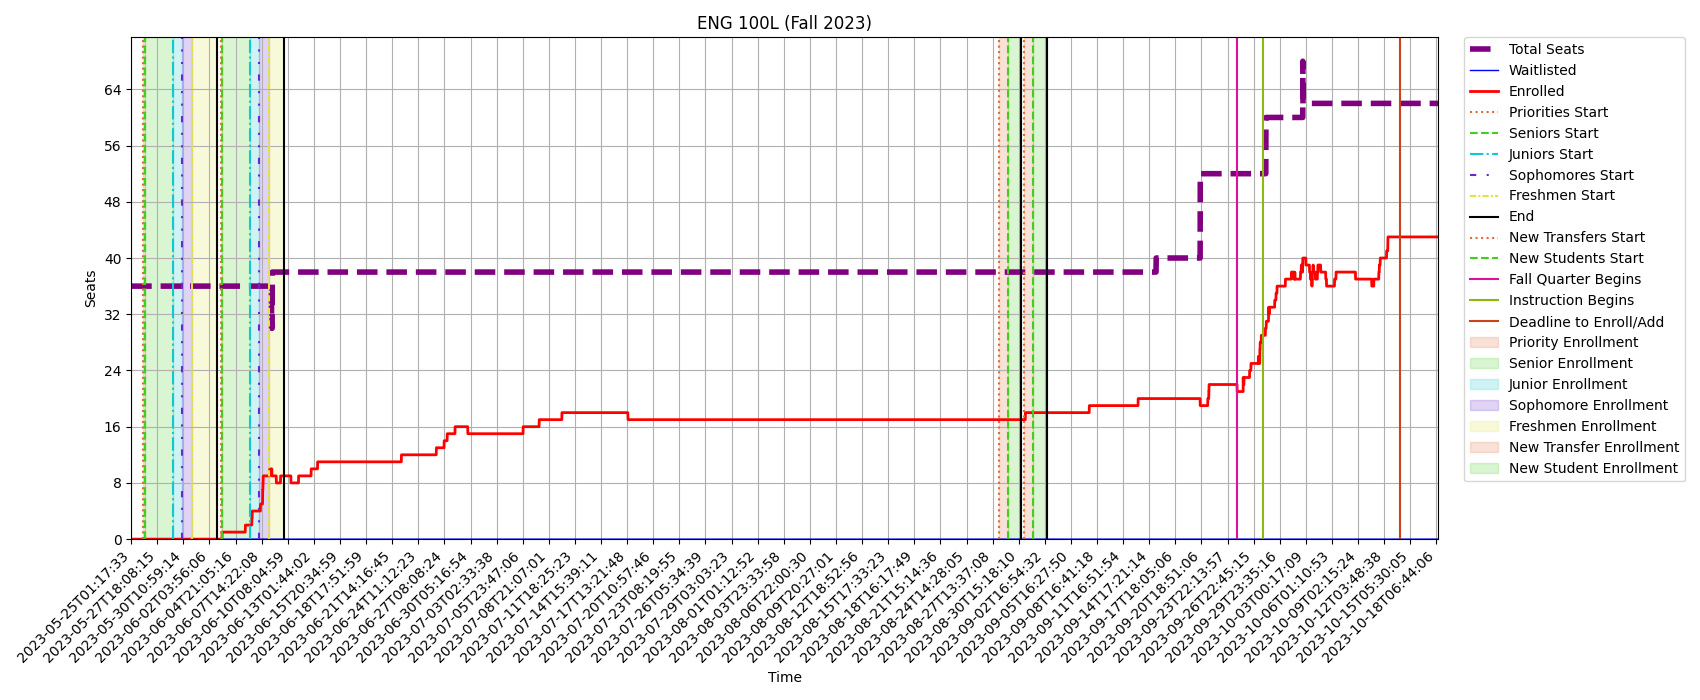 ENG 100L (Fall 2023)
Seats
64
56
48
40
32
24
16
8
0
2023-05-25T01:17:33
2023-05-27T18:08:15
2023-05-30T10:59:14
2023-06-02T03:56:06
2023-06-04T21:05:16
2023-06-07T14:22:09
2023-06-10T08:04:59
2023-06-13T01:44:02
2023-06-15T20:34:59
2023-06-18T17:51:59
2023-06-21T14:16:45
2023-06-24T11:12:23
2023-06-27T08:08:24
2023-06-30T05:16:54
2023-07-03T02:33:38
2023-07-05T23:47:06
2023-07-08T21:07:01
2023-07-11T18:25:23
2023-07-14T15:39:11
2023-07-17T13:21:48
2023-07-20T10:57:46
2023-07-23T08:19:55
2023-07-26T05:34:39
2023-07-29T03:03:23
2023-08-01T01:12:52
2023-08-03T23:33:58
2023-08-06T22:00:30
2023-08-09T20:27:01
2023-08-12T18:52:56
2023-08-15T17:33:23
2023-08-18T16:17:49
2023-08-21T15:14:36
2023-08-24T14:28:05
2023-08-27T13:37:08
2023-08-30T15:18:10
2023-09-02T16:54:32
2023-09-05T16:27:50
2023-09-08T16:41:18
2023-09-11T16:51:54
2023-09-14T17:21:14
2023-09-17T18:05:06
2023-09-20T18:51:06
2023-09-23T22:13:57
2023-09-26T22:45:15
2023-09-29T23:35:16
2023-10-03T00:17:09
2023-10-06T01:10:53
2023-10-09T02:15:24
2023-10-12T03:48:38
2023-10-15T05:30:05
2023-10-18T06:44:06
Time
Total Seats
Waitlisted
Enrolled
Priorities Start
Seniors Start
Juniors Start
Sophomores Start
Freshmen Start
End
New Transfers Start
New Students Start
Fall Quarter Begins
Instruction Begins
Deadline to Enroll/Add
Priority Enrollment
Senior Enrollment
Junior Enrollment
Sophomore Enrollment
Freshmen Enrollment
New Transfer Enrollment
New Student Enrollment